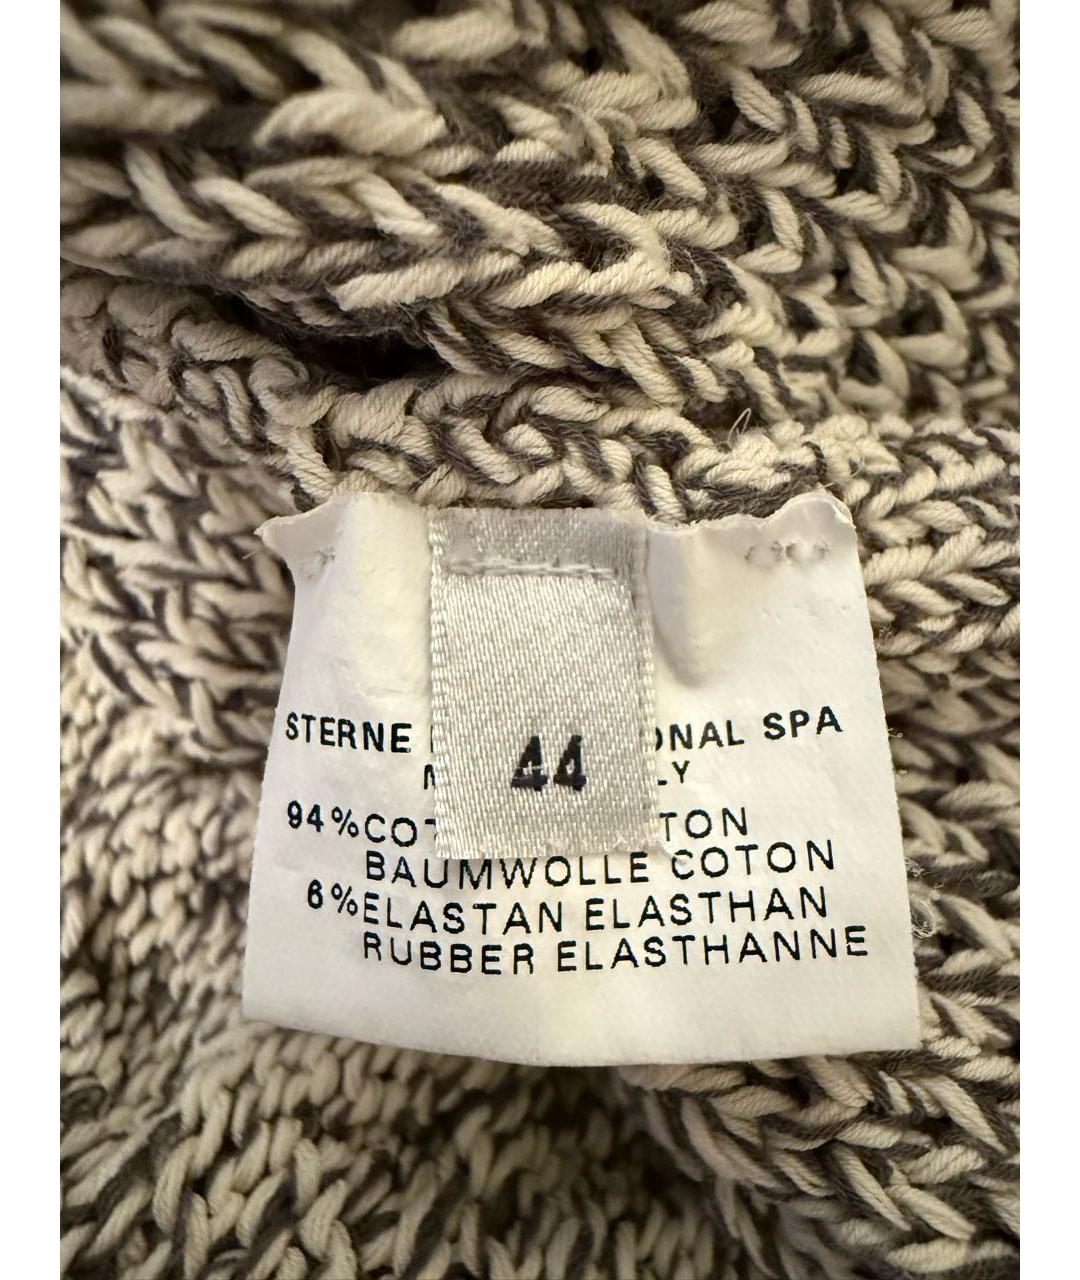 STERNE ONAL SPA
44
94% COT TON
BAUMWOLLE COTON
6% ELASTAN ELASTHAN
RUBBER ELASTHANNE